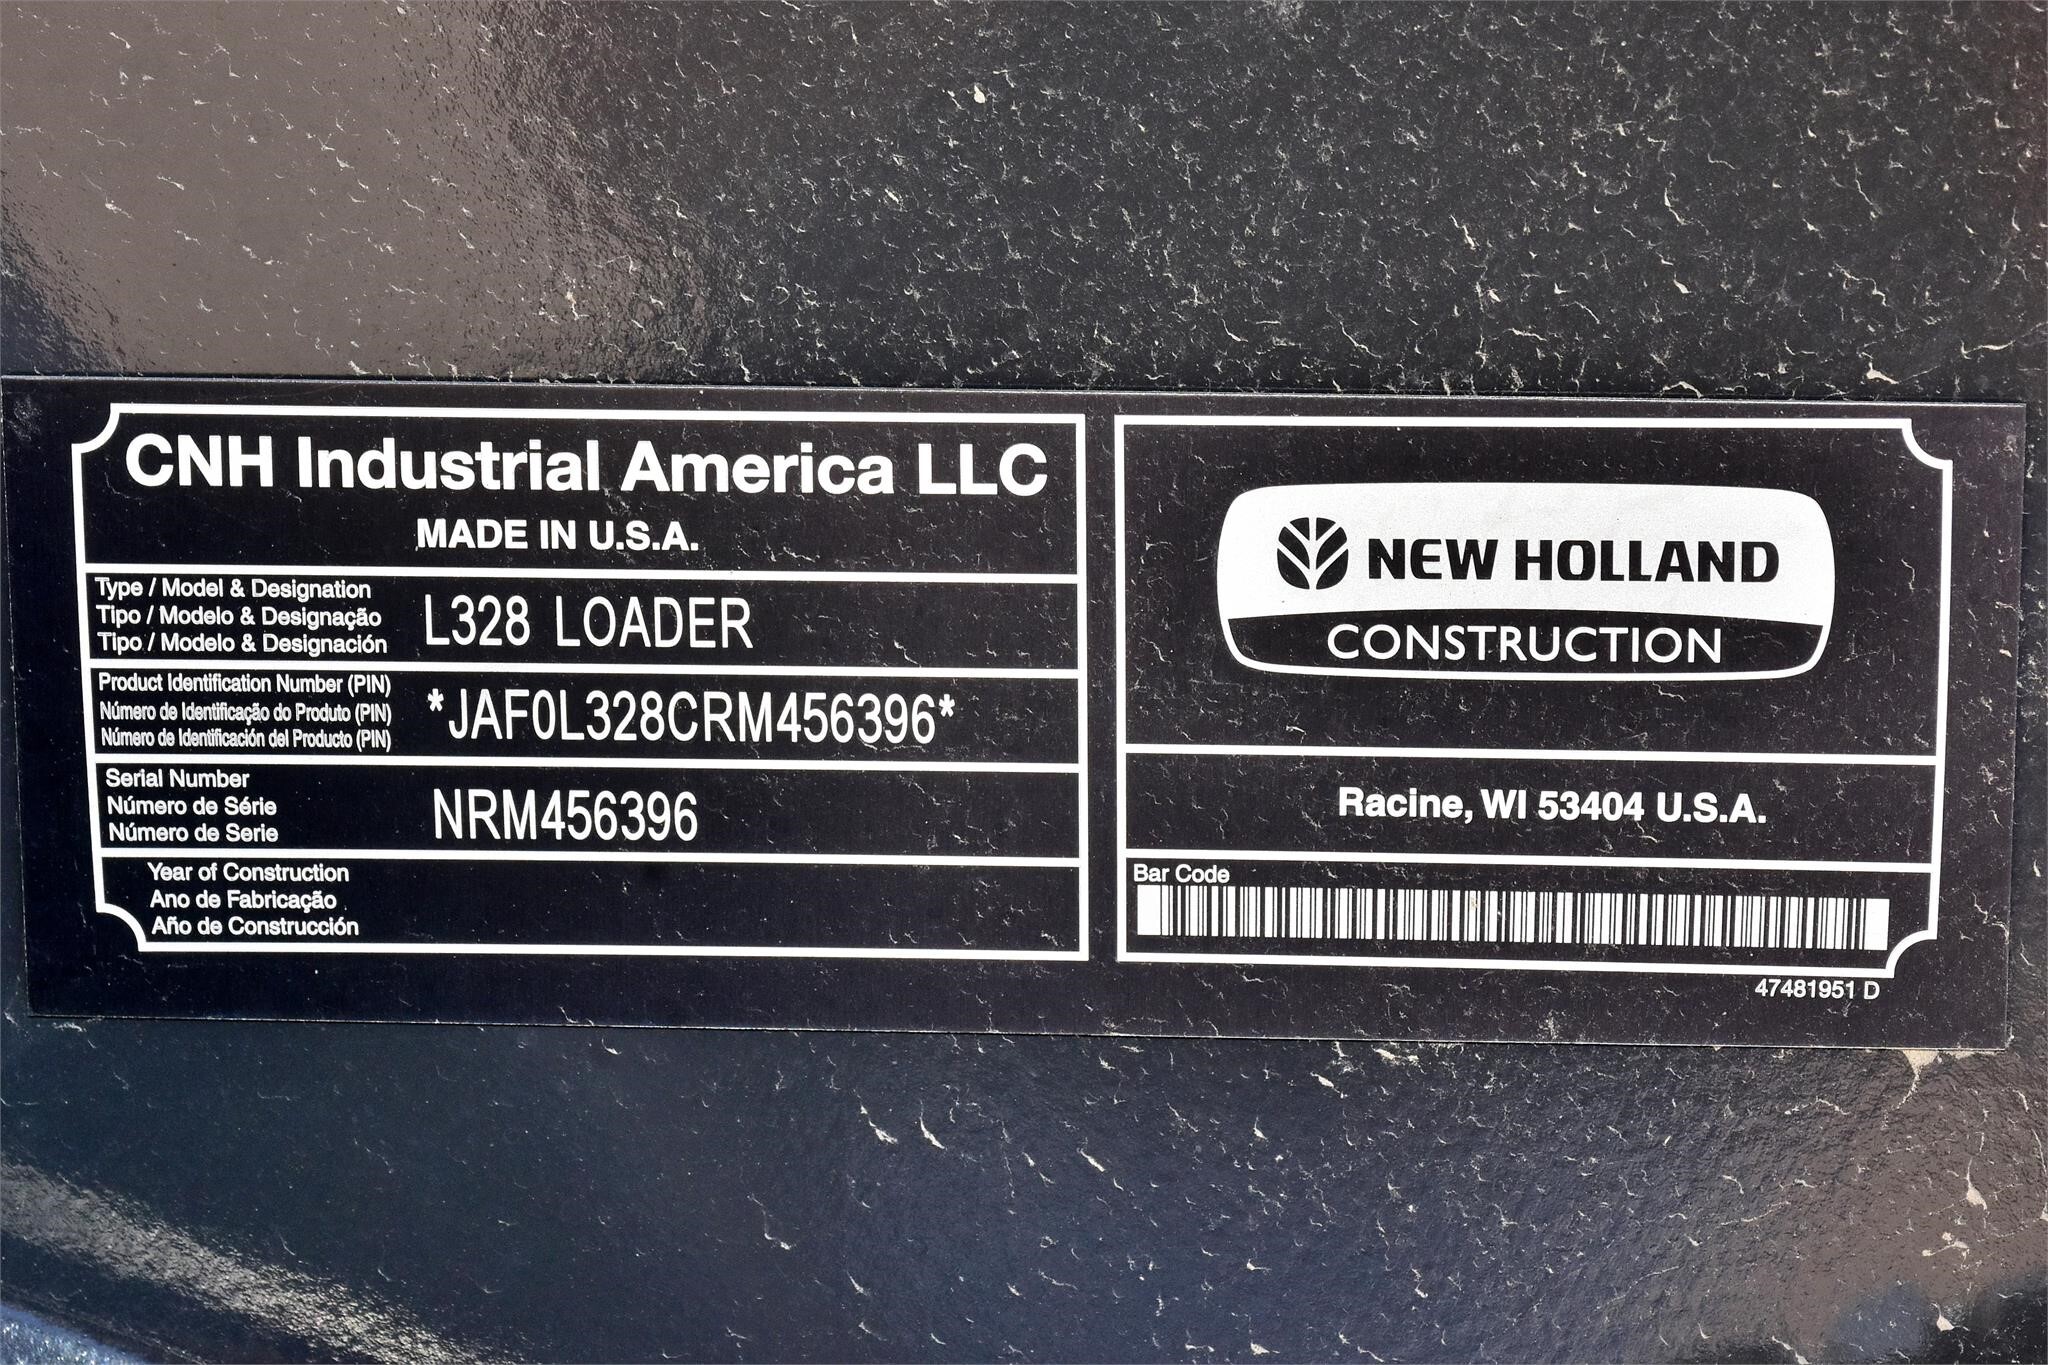 CNH Industrial America LLC
MADE IN U.S.A.
Type / Model & Designation
Tipo / Modelo & Designação
Tipo / Modelo & Designación
L328 LOADER
Product Identification Number (PIN)
Número de Identificação do Produto (PIN)
Número de Identificación del Producto (PIN)
*JAF0L328CRM456396*
Serial Number
Número de Série
Número de Serie
NRM456396
Year of Construction
Ano de Fabricação
Año de Construcción
NEW HOLLAND
CONSTRUCTION
Racine, WI 53404 U.S.A.
Bar Code
47481951 D